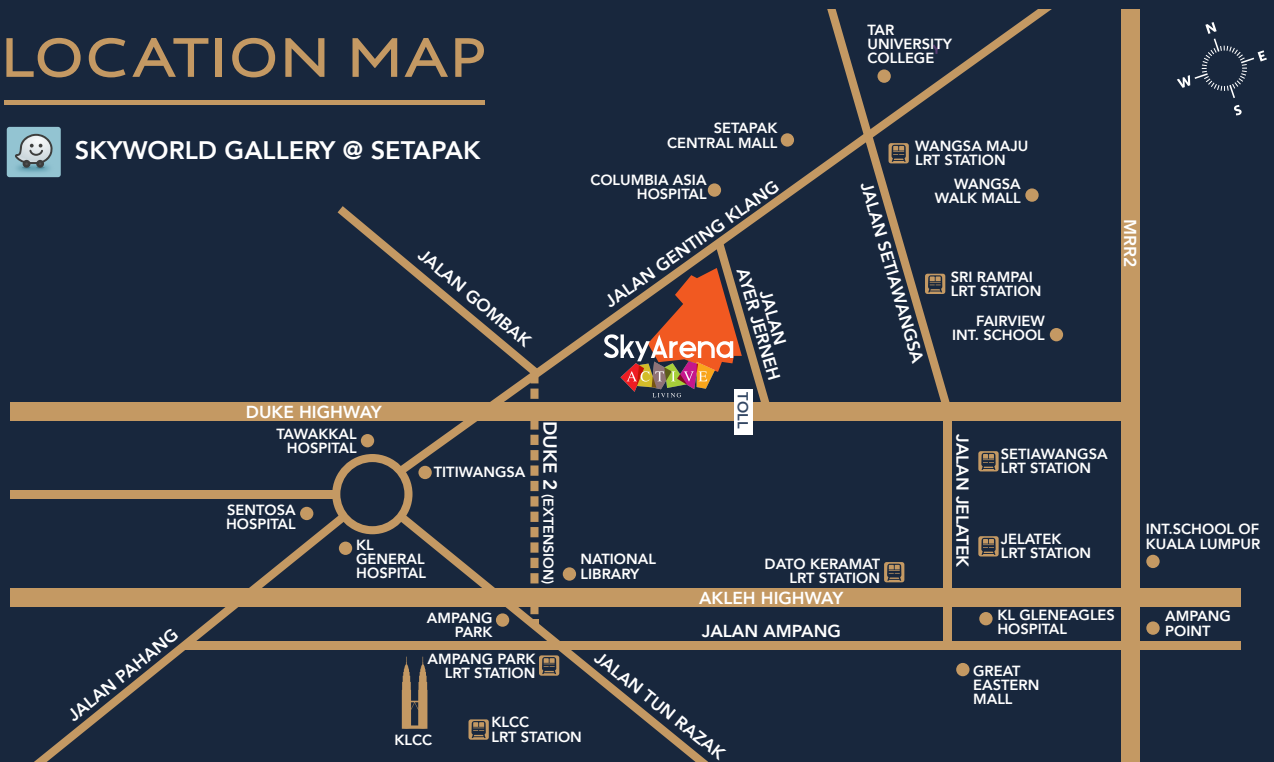 LOCATION MAP
SKYWORLD GALLERY @ SETAPAK
N
E
W
S
TAR
UNIVERSITY
COLLEGE
SETAPAK
CENTRAL MALL
WANGSA MAJU
LRT STATION
COLUMBIA ASIA
HOSPITAL
WANGSA
WALK MALL
JALAN GENTING KLANG
JALAN SETIAWANGSA
MRR2
JALAN GOMBAK
JALAN
AYER JERNEH
SRI RAMPAI
LRT STATION
FAIRVIEW
INT. SCHOOL
SkyArena
ACTIVE
LIVING
TOLL
DUKE HIGHWAY
TAWAKKAL
HOSPITAL
TITIWANGSA
DUKE 2 (EXTENSION)
JALAN JELATEK
SETIAWANGSA
LRT STATION
SENTOSA
HOSPITAL
KL
GENERAL
HOSPITAL
NATIONAL
LIBRARY
DATO KERAMAT
LRT STATION
JELATEK
LRT STATION
INT.SCHOOL OF
KUALA LUMPUR
AKLEH HIGHWAY
AMPANG
PARK
JALAN AMPANG
KL GLENEAGLES
HOSPITAL
AMPANG
POINT
JALAN PAHANG
AMPANG PARK
LRT STATION
JALAN TUN RAZAK
GREAT
EASTERN
MALL
KLCC
KLCC
LRT STATION